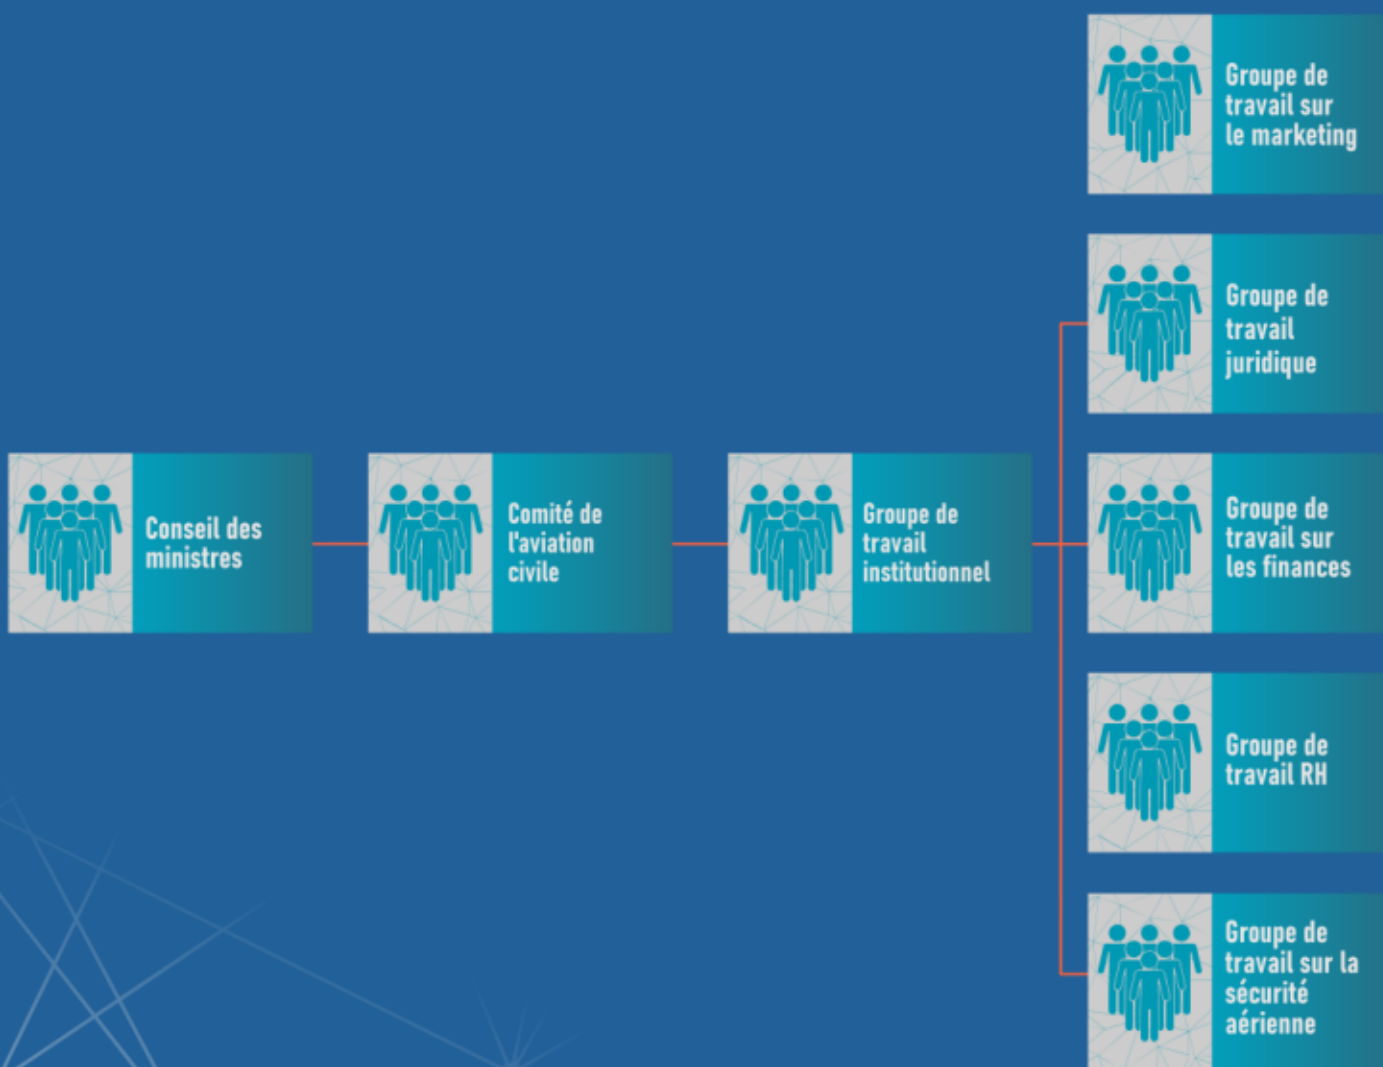 Groupe de
travail sur
le marketing
Groupe de
travail
juridique
Conseil des
ministres
Comité de
l'aviation
civile
Groupe de
travail
institutionnel
Groupe de
travail sur
les finances
Groupe de
travail RH
Groupe de
travail sur la
sécurité
aérienne